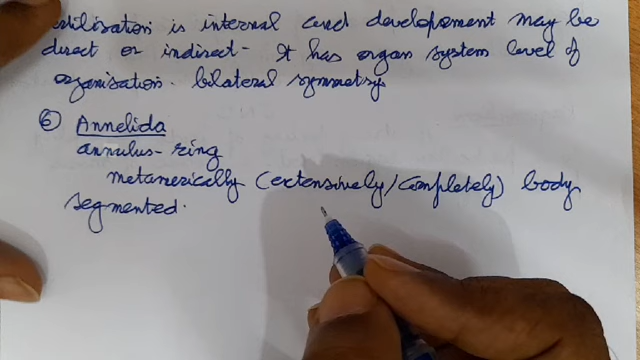 fertilisation is internal and development may be
direct or indirect - It has organ system level of
organisation. bilateral symmetry
⑥ Annelida
annulus - ring
metamerically (extensively/completely) body
segmented.